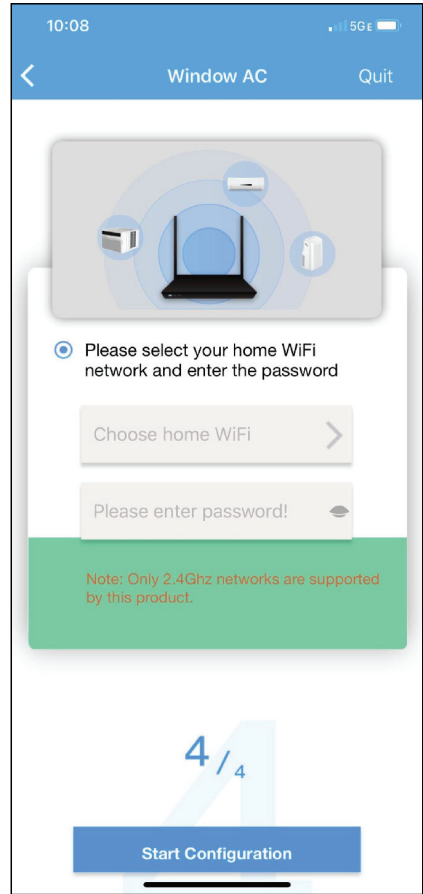 10:08
5GE
Window AC
Quit
Please select your home WiFi
network and enter the password
Choose home WiFi
Please enter password!
Note: Only 2.4Ghz networks are supported
by this product.
4/4
Start Configuration